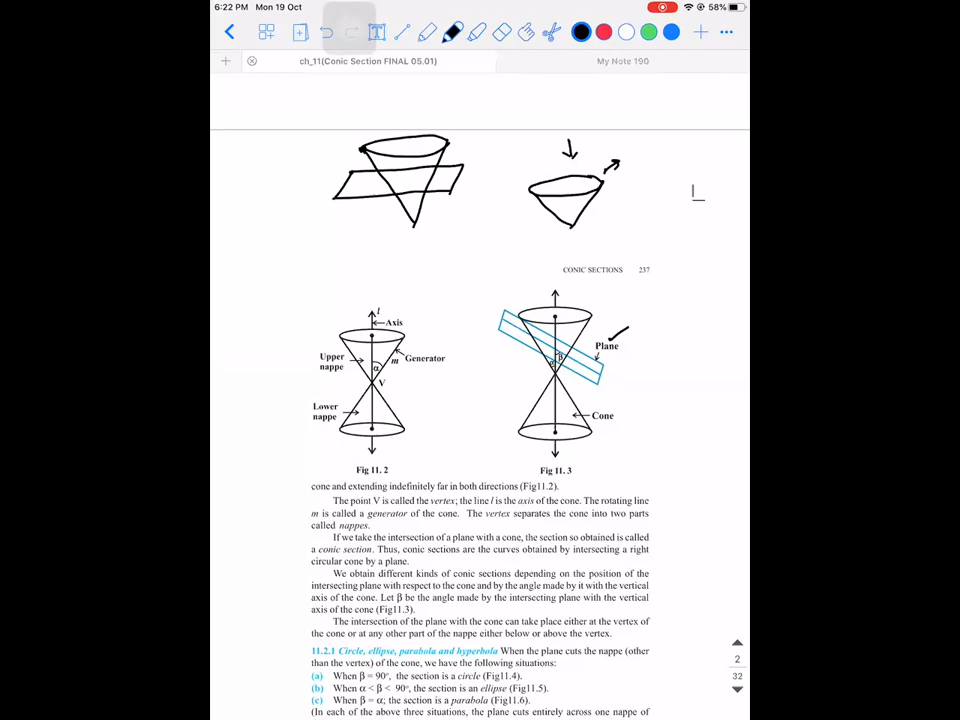 6:22 PM Mon 19 Oct
58%
ch_11(Conic Section FINAL 05.01)
My Note 190
CONIC SECTIONS 237
l
Axis
Upper
nappe
α
m
Generator
V
Lower
nappe
Fig 11. 2
Plane
β
α
Cone
Fig 11. 3
cone and extending indefinitely far in both directions (Fig11.2).
The point V is called the vertex; the line l is the axis of the cone. The rotating line
m is called a generator of the cone. The vertex separates the cone into two parts
called nappes.
If we take the intersection of a plane with a cone, the section so obtained is called
a conic section. Thus, conic sections are the curves obtained by intersecting a right
circular cone by a plane.
We obtain different kinds of conic sections depending on the position of the
intersecting plane with respect to the cone and by the angle made by it with the vertical
axis of the cone. Let β be the angle made by the intersecting plane with the vertical
axis of the cone (Fig11.3).
The intersection of the plane with the cone can take place either at the vertex of
the cone or at any other part of the nappe either below or above the vertex.
11.2.1 Circle, ellipse, parabola and hyperbola When the plane cuts the nappe (other
than the vertex) of the cone, we have the following situations:
(a) When β = 90°, the section is a circle (Fig11.4).
(b) When α < β < 90°, the section is an ellipse (Fig11.5).
(c) When β = α; the section is a parabola (Fig11.6).
(In each of the above three situations, the plane cuts entirely across one nappe of
2
32